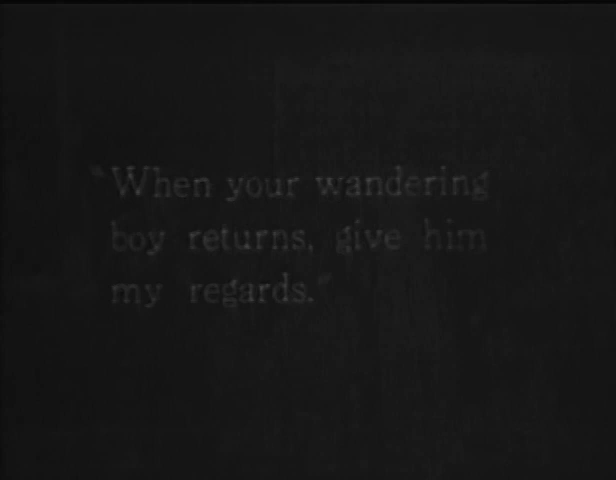 "When your wandering
boy returns, give him
my regards."